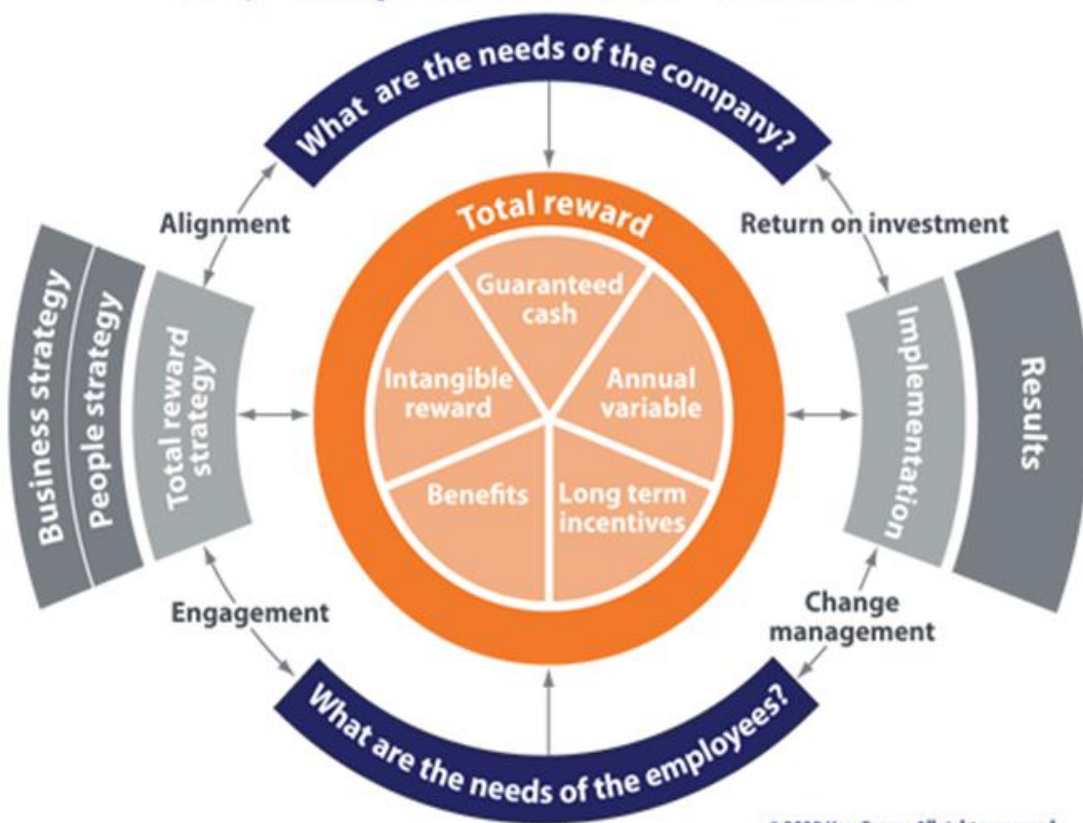 What are the needs of the company?
Alignment
Return on investment
Total reward
Guaranteed
cash
Intangible
reward
Annual
variable
Benefits
Long term
incentives
Business strategy
People strategy
Total reward
strategy
Implementation
Results
Engagement
Change
management
What are the needs of the employees?